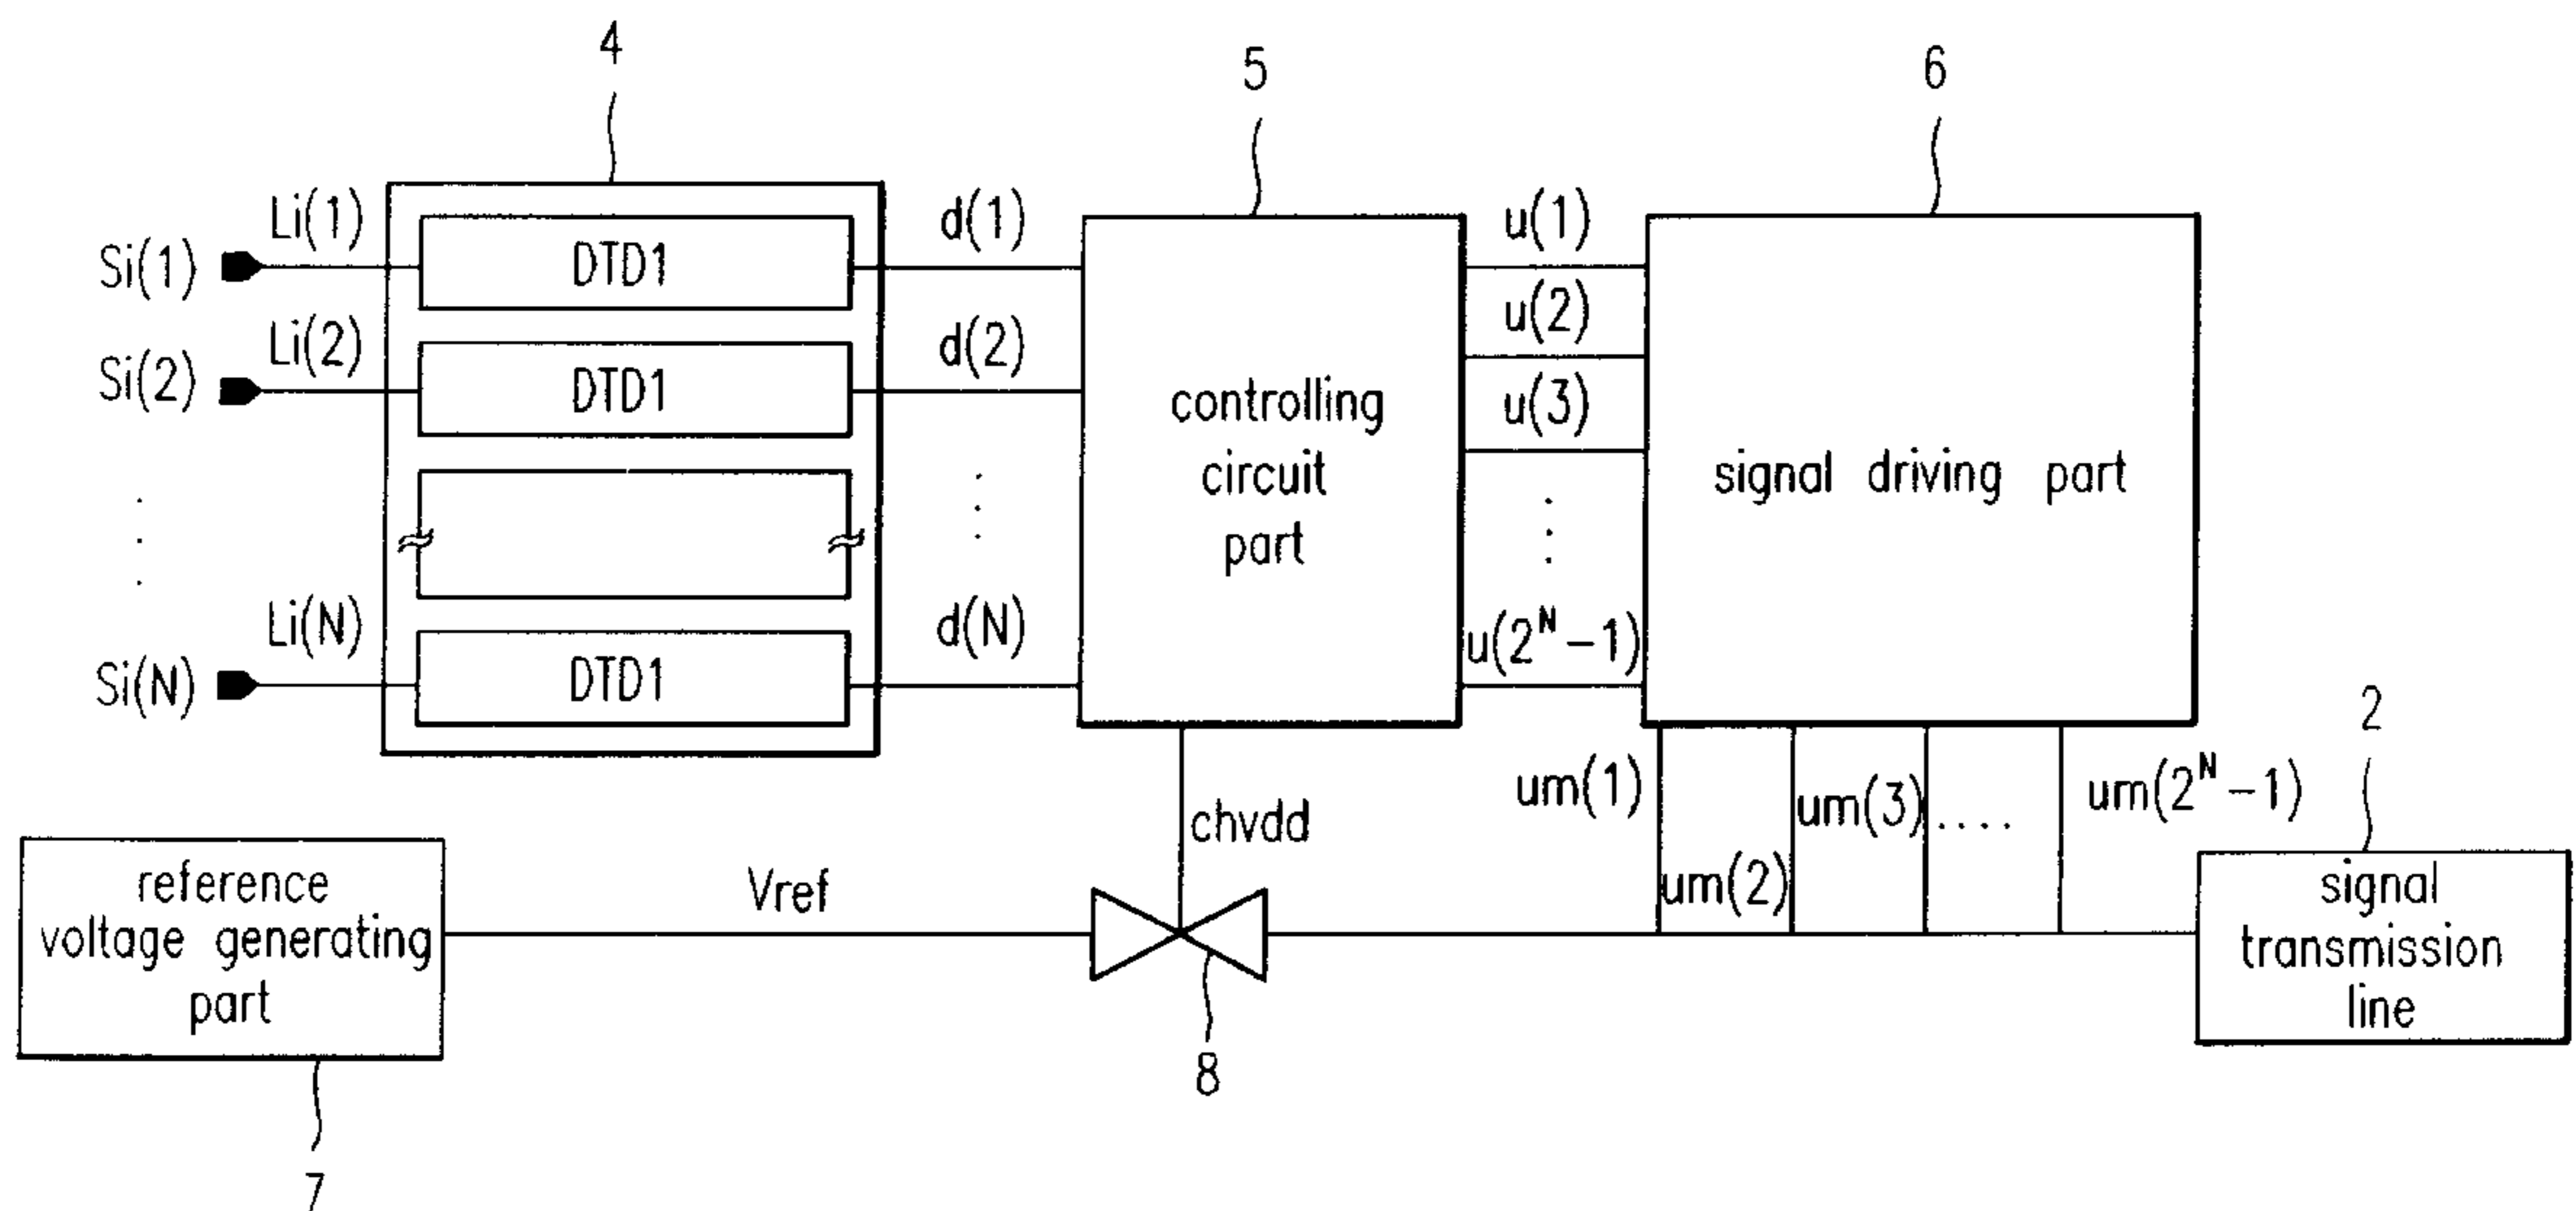 4
5
6
Li(1)
Si(1)
DTD1
d(1)
u(1)
Li(2)
Si(2)
DTD1
d(2)
u(2)
u(3)
controlling
circuit
part
signal driving part
Li(N)
Si(N)
DTD1
d(N)
u(2^N-1)
2
um(1)
um(2)
um(3)
....
um(2^N-1)
chvdd
reference
voltage generating
part
Vref
signal
transmission
line
8
7